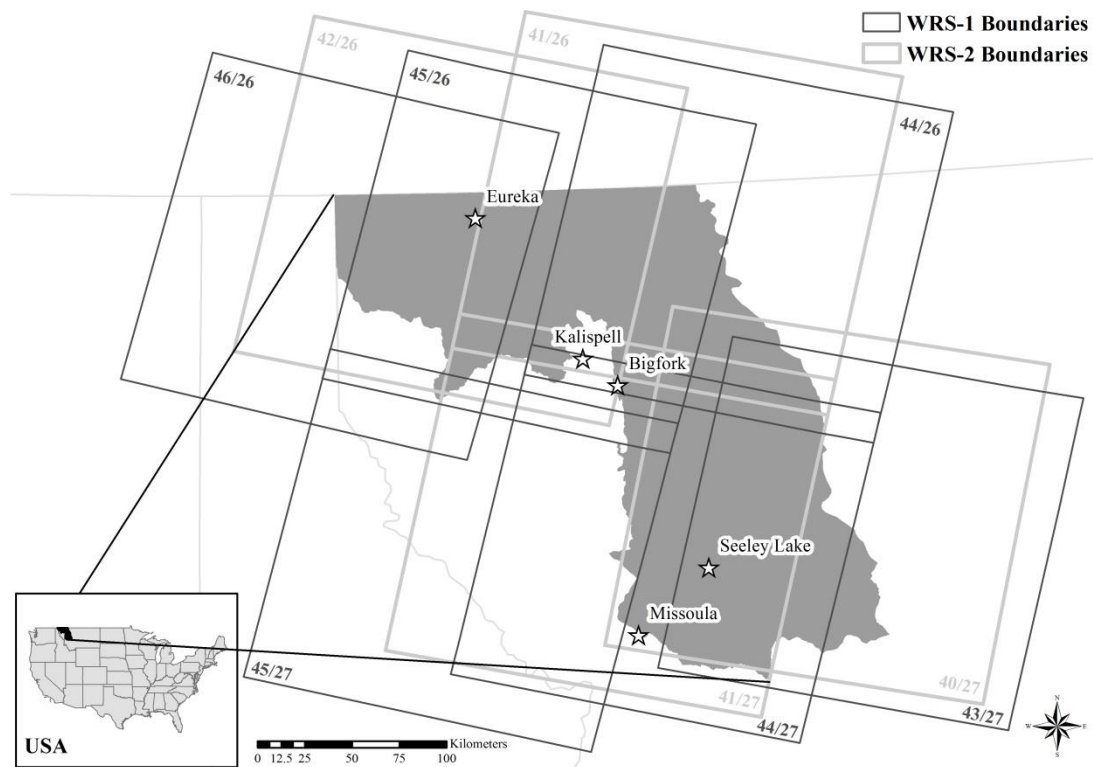 WRS-1 Boundaries
WRS-2 Boundaries
42/26
41/26
46/26
45/26
44/26
Eureka
Kalispell
Bigfork
Seeley Lake
Missoula
45/27
41/27
44/27
40/27
43/27
USA
Kilometers
0 12.5 25 50 75 100
N
W E
S